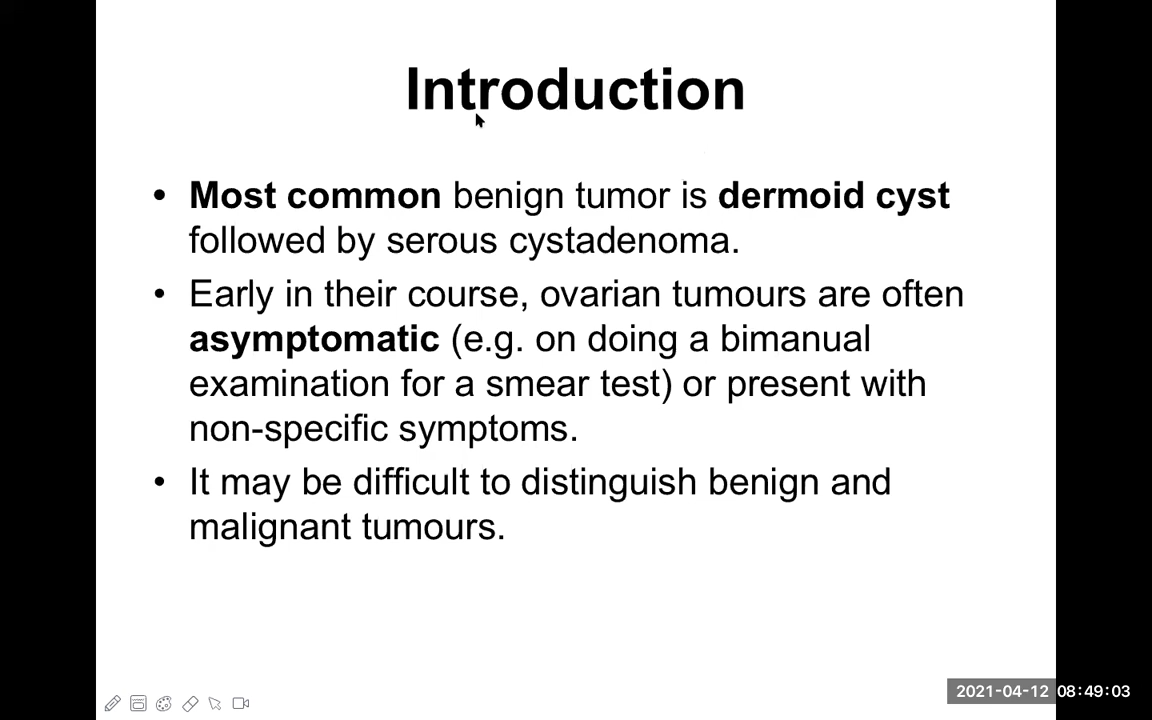 Introduction
• Most common benign tumor is dermoid cyst
followed by serous cystadenoma.
• Early in their course, ovarian tumours are often
asymptomatic (e.g. on doing a bimanual
examination for a smear test) or present with
non-specific symptoms.
• It may be difficult to distinguish benign and
malignant tumours.
2021-04-12 08:49:03